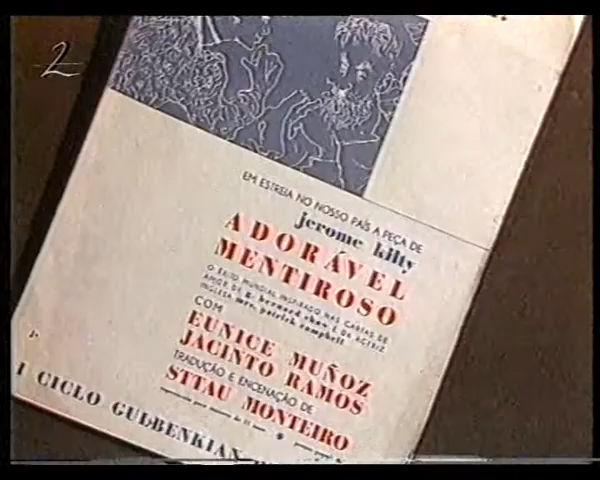 2
EM ESTREIA NO NOSSO PAÍS A PEÇA DE
jerome kilty
ADORÁVEL
MENTIROSO
O ÊXITO MUNDIAL INSPIRADO NAS CARTAS DE
AMOR DE G. bernard shaw E DA ACTRIZ
INGLESA mrs. patrick campbell
COM
EUNICE MUÑOZ
JACINTO RAMOS
TRADUÇÃO E ENCENAÇÃO DE
STTAU MONTEIRO
I CICLO GULBENKIAN